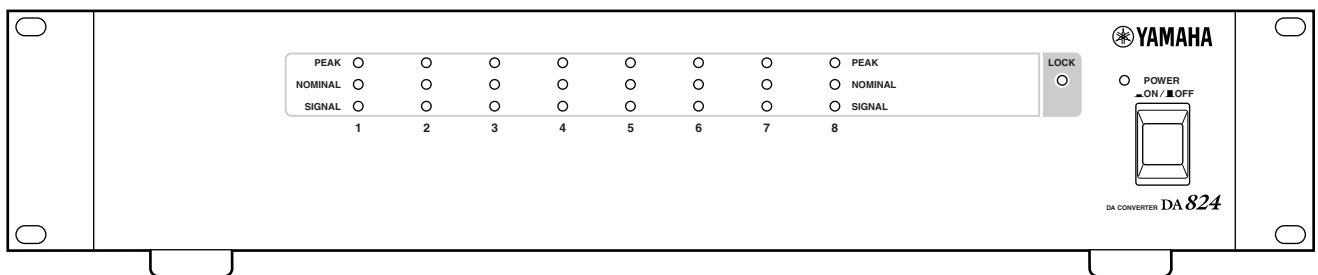 YAMAHA
PEAK PEAK LOCK
NOMINAL NOMINAL POWER
ON / OFF
SIGNAL SIGNAL
1 2 3 4 5 6 7 8
DA CONVERTER DA824